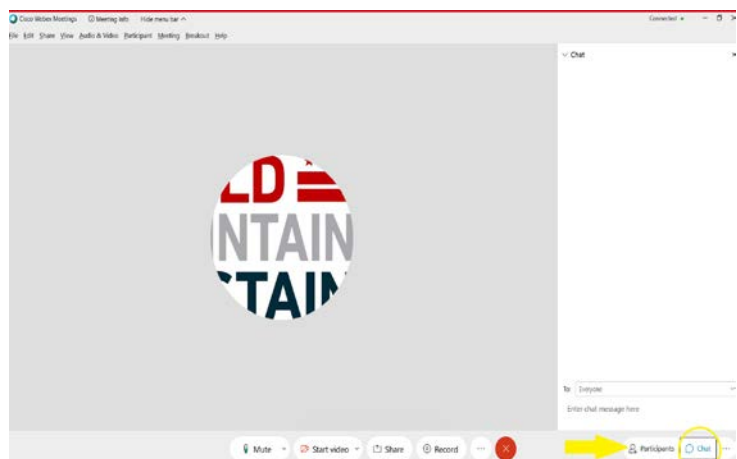 Cisco Webex Meetings Meeting Info Hide menu bar Connected
File Edit Share View Audio & Video Participant Meeting Breakout Help
Chat
LD
NTAIN
STAIN
To: Everyone
Enter chat message here
Mute Start video Share Record Participants Chat